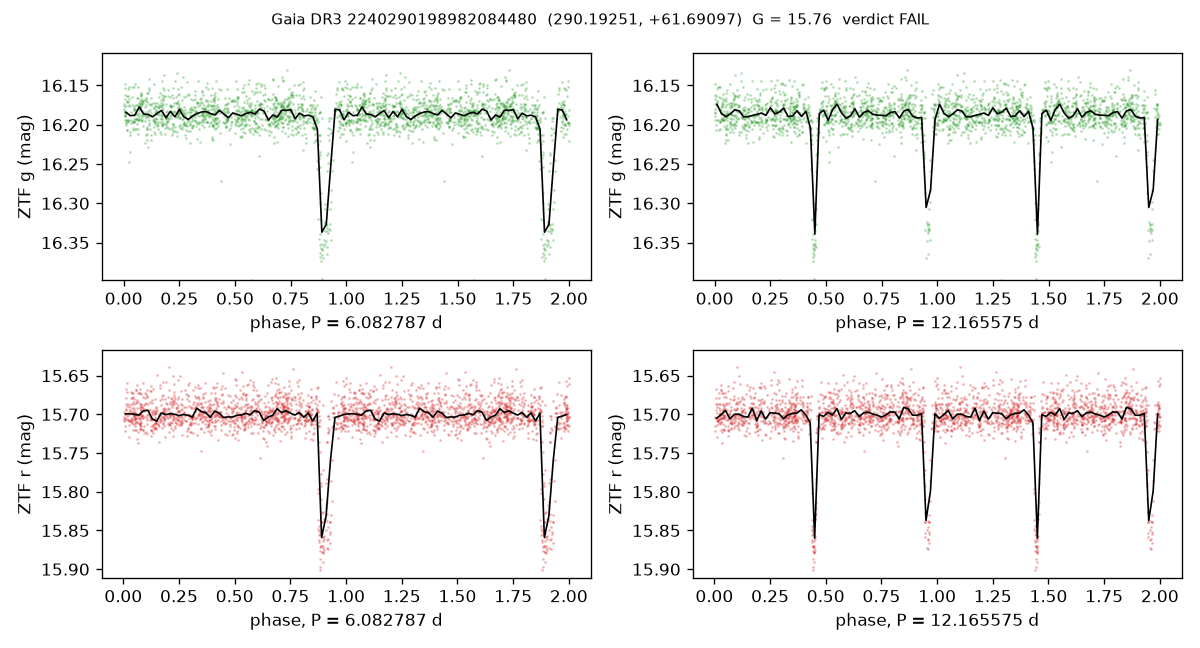 Gaia DR3 2240290198982084480  (290.19251, +61.69097)  G = 15.76  verdict FAIL
ZTF g (mag)
16.15
16.20
16.25
16.30
16.35
0.00 0.25 0.50 0.75 1.00 1.25 1.50 1.75 2.00
phase, P = 6.082787 d
ZTF g (mag)
16.15
16.20
16.25
16.30
16.35
0.00 0.25 0.50 0.75 1.00 1.25 1.50 1.75 2.00
phase, P = 12.165575 d
ZTF r (mag)
15.65
15.70
15.75
15.80
15.85
15.90
0.00 0.25 0.50 0.75 1.00 1.25 1.50 1.75 2.00
phase, P = 6.082787 d
ZTF r (mag)
15.65
15.70
15.75
15.80
15.85
15.90
0.00 0.25 0.50 0.75 1.00 1.25 1.50 1.75 2.00
phase, P = 12.165575 d